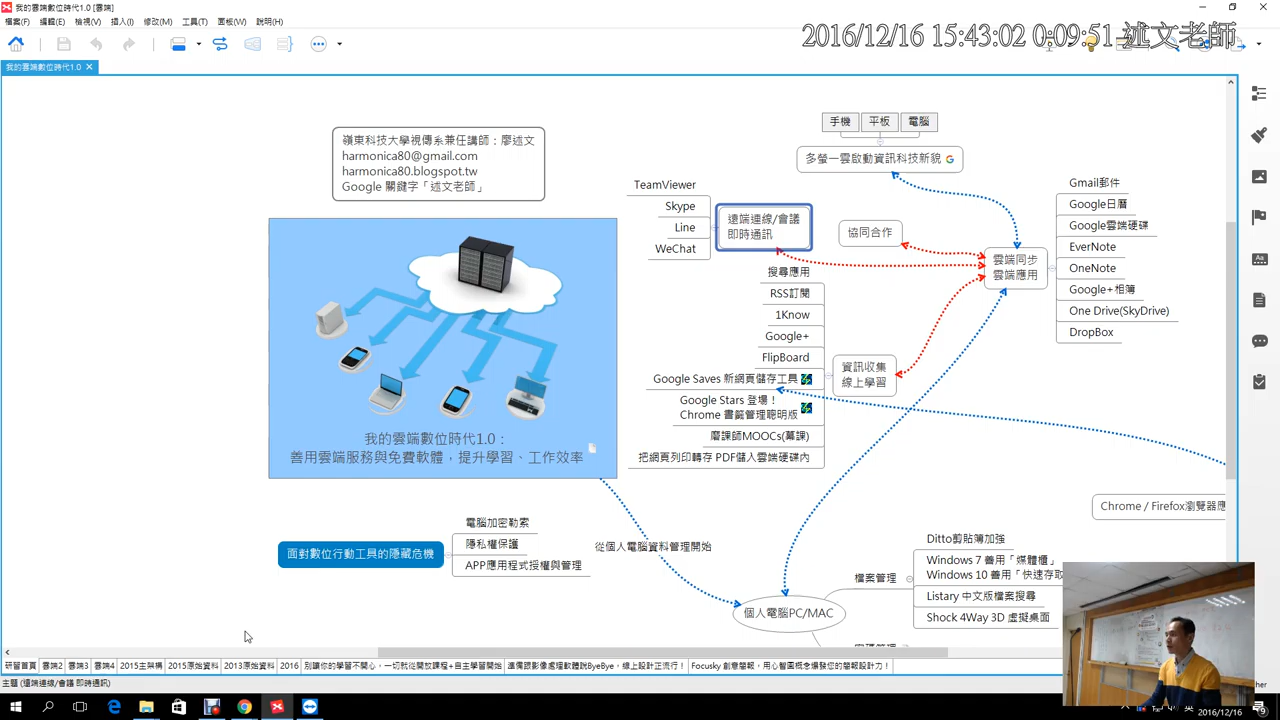 我的雲端數位時代1.0 [雲端]
檔案(F) 編輯(E) 檢視(V) 插入(I) 修改(M) 工具(T) 面板(W) 說明(H)
2016/12/16 15:43:02 0:09:51 述文老師
我的雲端數位時代1.0
嶺東科技大學視傳系兼任講師：廖述文
harmonica80@gmail.com
harmonica80.blogspot.tw
Google 關鍵字「述文老師」
手機 平板 電腦
多螢一雲啟動資訊科技新貌
TeamViewer
Skype
Line
WeChat
遠端連線/會議
即時通訊
協同合作
雲端同步
雲端應用
Gmail郵件
Google日曆
Google雲端硬碟
EverNote
OneNote
Google+相簿
One Drive(SkyDrive)
DropBox
搜尋應用
RSS訂閱
1Know
Google+
FlipBoard
Google Saves 新網頁儲存工具
Google Stars 登場！
Chrome 書籤管理聰明版
磨課師MOOCs(幕課)
把網頁列印轉存 PDF儲人雲端硬碟內
資訊收集
線上學習
我的雲端數位時代1.0：
善用雲端服務與免費軟體，提升學習、工作效率
Chrome / Firefox瀏覽器應
面對數位行動工具的隱藏危機
電腦加密勒索
隱私權保護
APP應用程式授權與管理
從個人電腦資料管理開始
個人電腦PC/MAC
檔案管理
Ditto剪貼簿加強
Windows 7 善用「媒體櫃」
Windows 10 善用「快速存取
Listary 中文版檔案搜尋
Shock 4Way 3D 虛擬桌面
研習首頁 雲端2 雲端3 雲端4 2015主架構 2015原始資料 2013原始資料 2016 別讓你的學習不開心，一切就從開放課程+自主學習開始 準備跟影像處理軟體說ByeBye，線上設計正流行！ Focusky 創意簡報，用心智圖概念爆發您的簡報設計力！
主題 (遠端連線/會議 即時通訊)
2016/12/16